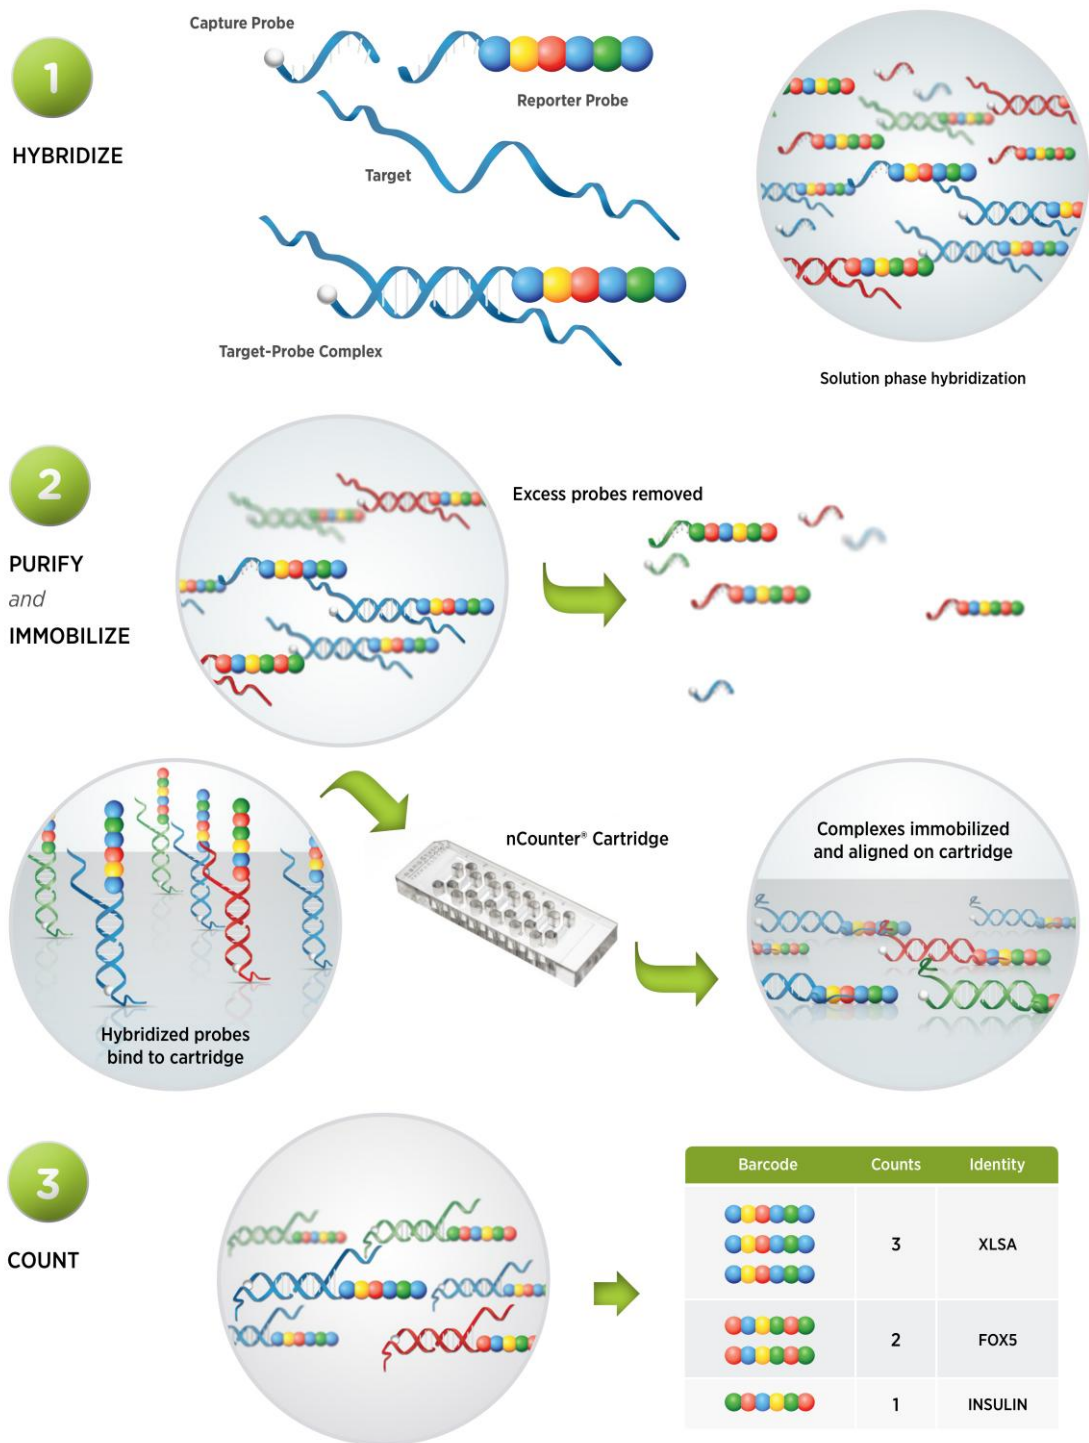 1
HYBRIDIZE
Capture Probe
Reporter Probe
Target
Target-Probe Complex
Solution phase hybridization
2
PURIFY
and
IMMOBILIZE
Excess probes removed
nCounter® Cartridge
Hybridized probes
bind to cartridge
Complexes immobilized
and aligned on cartridge
3
COUNT
Barcode Counts Identity
3 XLSA
2 FOX5
1 INSULIN